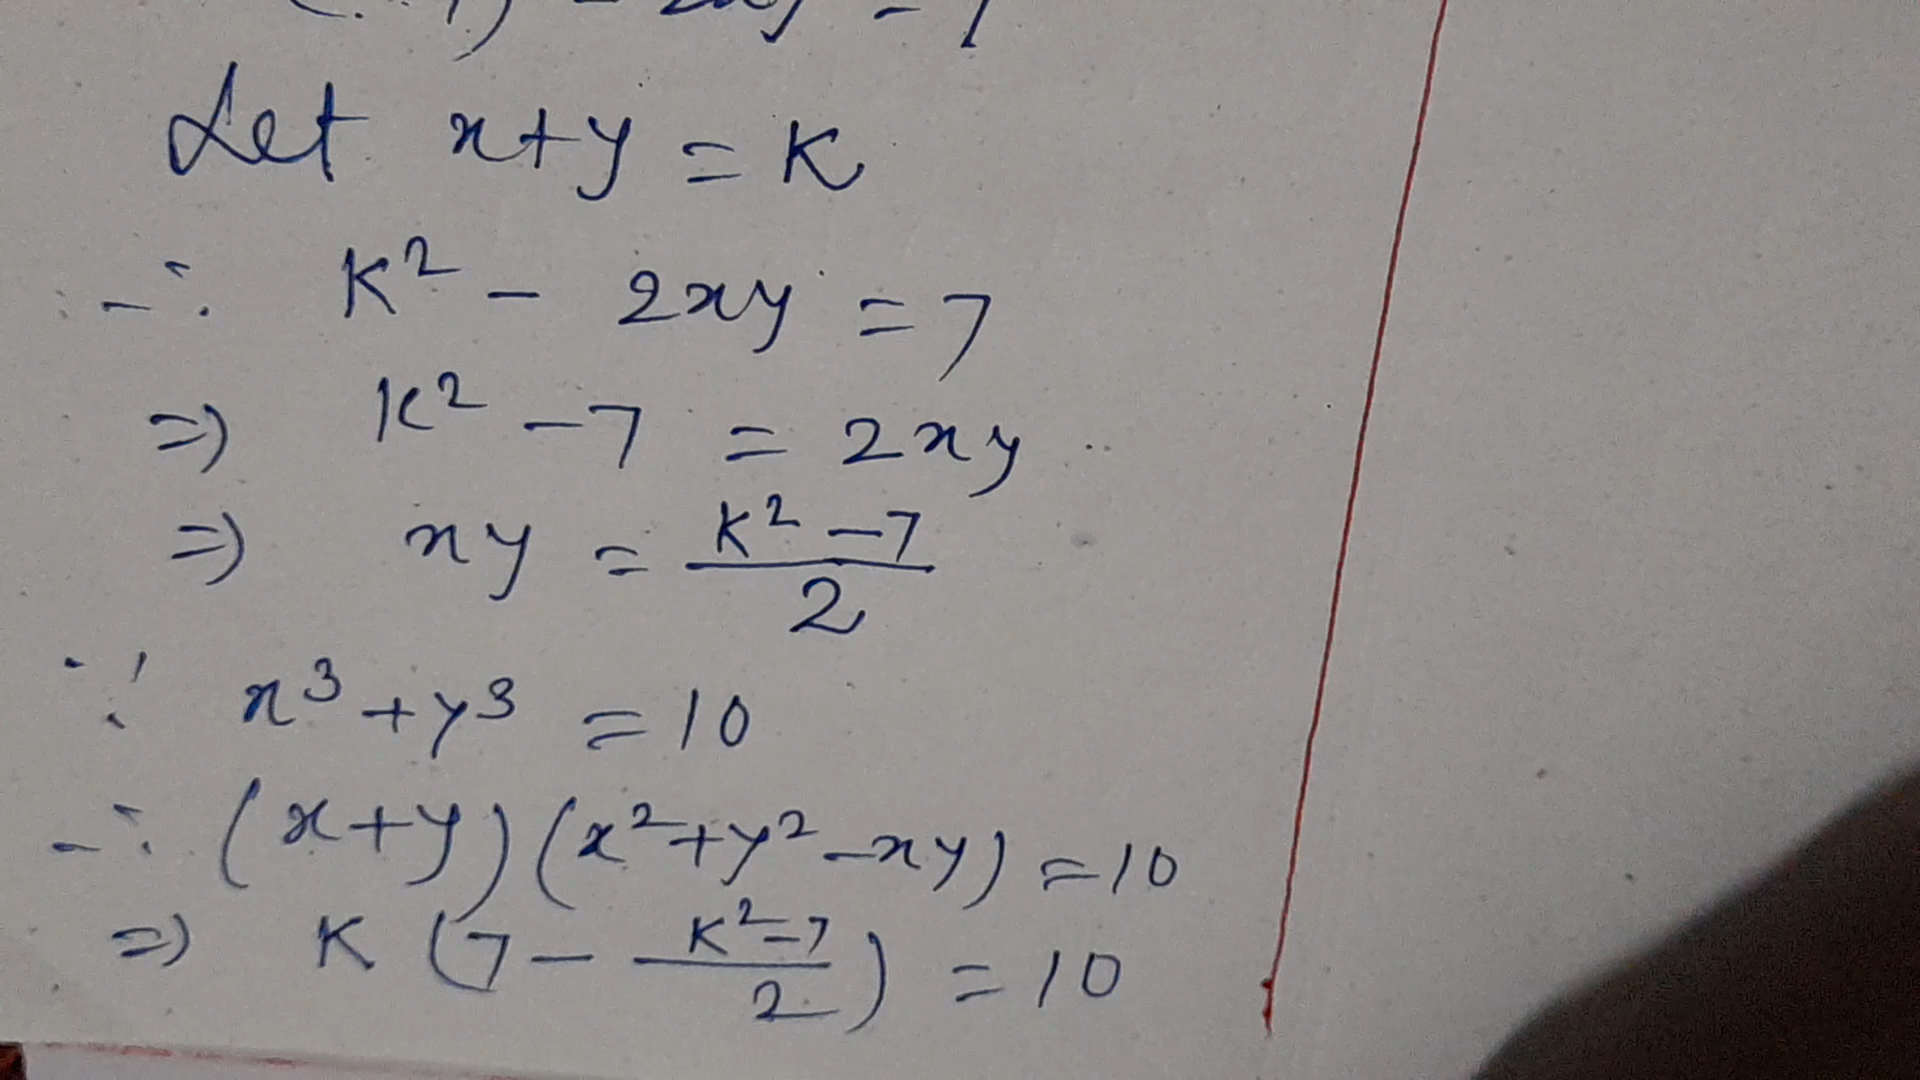 Let x+y = K
∴ K² - 2xy = 7
⇒ K² - 7 = 2xy
⇒ xy = (K² - 7)/2
∵ x³ + y³ = 10
∴ (x+y)(x²+y²-xy) = 10
⇒ K (7 - (K²-7)/2) = 10